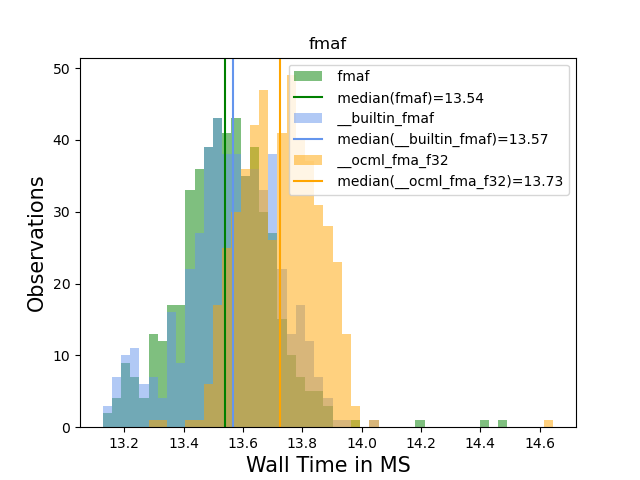 fmaf
50
40
30
20
10
0
Observations
fmaf
median(fmaf)=13.54
__builtin_fmaf
median(__builtin_fmaf)=13.57
__ocml_fma_f32
median(__ocml_fma_f32)=13.73
13.2 13.4 13.6 13.8 14.0 14.2 14.4 14.6
Wall Time in MS